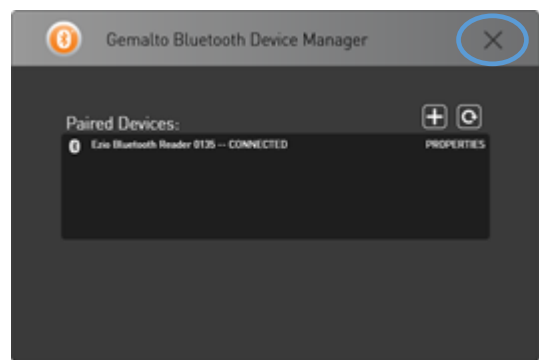 Gemalto Bluetooth Device Manager
Paired Devices:
Ezio Bluetooth Reader 0135 -- CONNECTED PROPERTIES